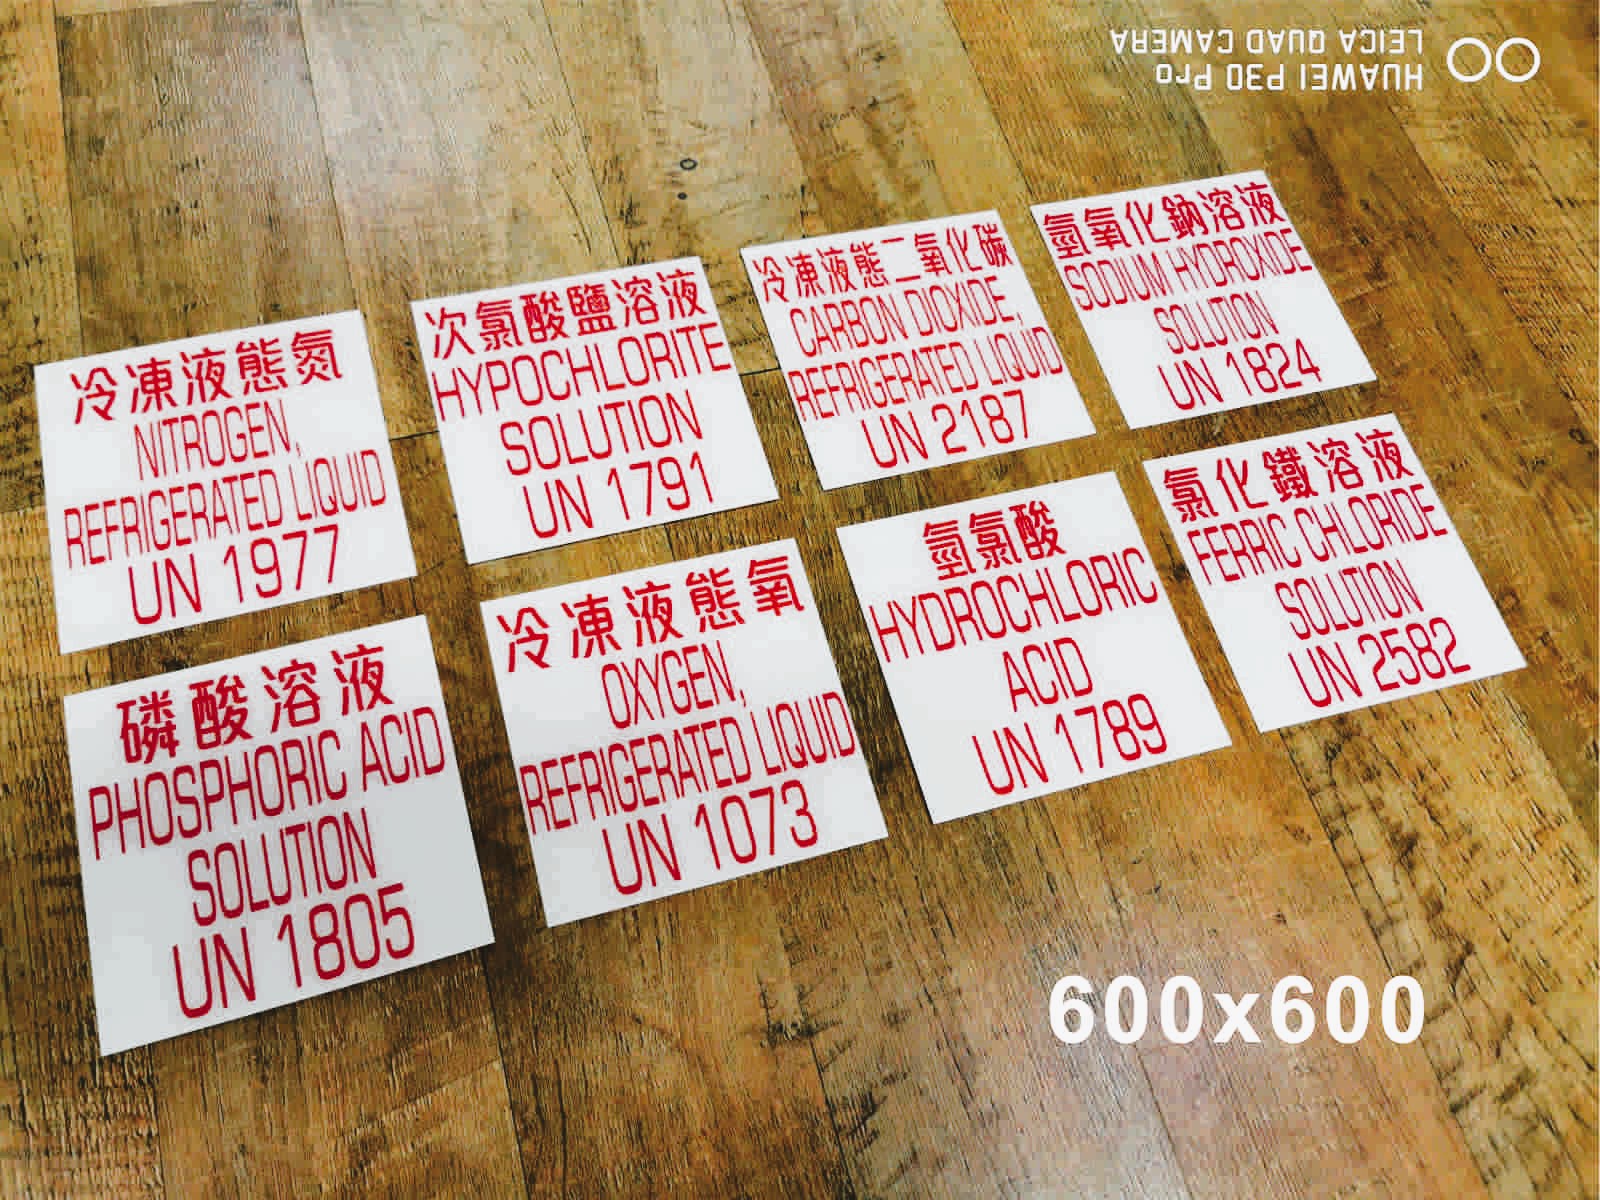 冷凍液態氮
NITROGEN,
REFRIGERATED LIQUID
UN 1977
次氯酸鹽溶液
HYPOCHLORITE
SOLUTION
UN 1791
冷凍液態二氧化碳
CARBON DIOXIDE,
REFRIGERATED LIQUID
UN 2187
氫氧化鈉溶液
SODIUM HYDROXIDE
SOLUTION
UN 1824
磷酸溶液
PHOSPHORIC ACID
SOLUTION
UN 1805
冷凍液態氧
OXYGEN,
REFRIGERATED LIQUID
UN 1073
氫氯酸
HYDROCHLORIC
ACID
UN 1789
氯化鐵溶液
FERRIC CHLORIDE
SOLUTION
UN 2582
600x600
HUAWEI P30 Pro
LEICA QUAD CAMERA